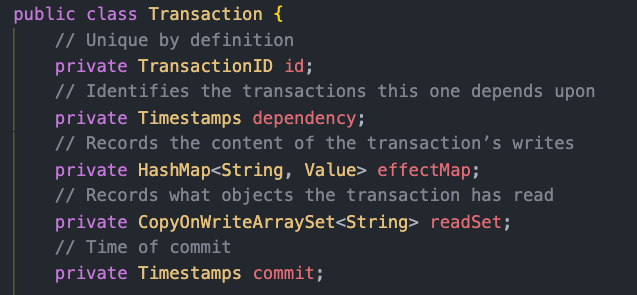 public class Transaction {
// Unique by definition
private TransactionID id;
// Identifies the transactions this one depends upon
private Timestamps dependency;
// Records the content of the transaction’s writes
private HashMap<String, Value> effectMap;
// Records what objects the transaction has read
private CopyOnWriteArraySet<String> readSet;
// Time of commit
private Timestamps commit;